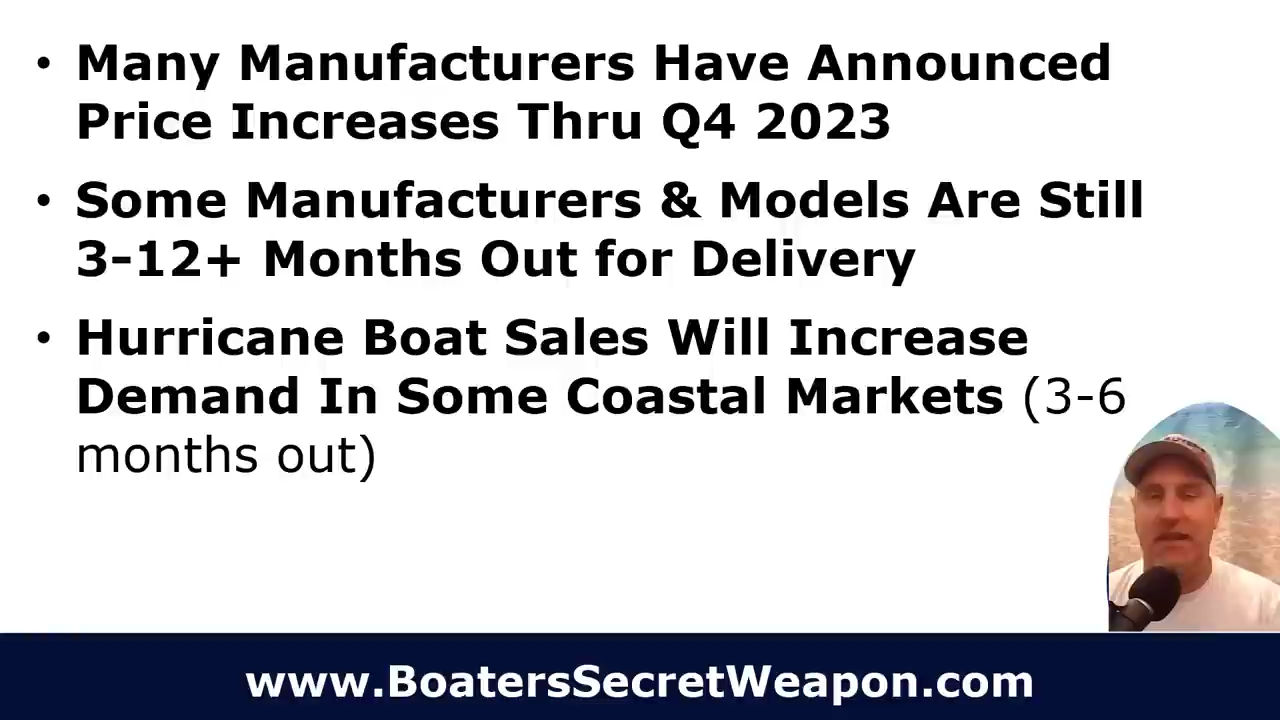 • Many Manufacturers Have Announced
Price Increases Thru Q4 2023
• Some Manufacturers & Models Are Still
3-12+ Months Out for Delivery
• Hurricane Boat Sales Will Increase
Demand In Some Coastal Markets (3-6
months out)
www.BoatersSecretWeapon.com